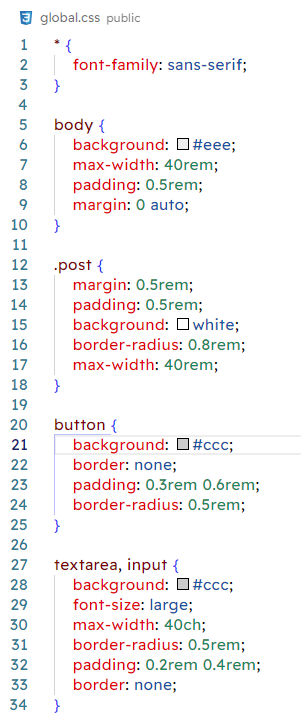 global.css public
1 * {
2 font-family: sans-serif;
3 }
4
5 body {
6 background: #eee;
7 max-width: 40rem;
8 padding: 0.5rem;
9 margin: 0 auto;
10 }
11
12 .post {
13 margin: 0.5rem;
14 padding: 0.5rem;
15 background: white;
16 border-radius: 0.8rem;
17 max-width: 40rem;
18 }
19
20 button {
21 background: #ccc;
22 border: none;
23 padding: 0.3rem 0.6rem;
24 border-radius: 0.5rem;
25 }
26
27 textarea, input {
28 background: #ccc;
29 font-size: large;
30 max-width: 40ch;
31 border-radius: 0.5rem;
32 padding: 0.2rem 0.4rem;
33 border: none;
34 }